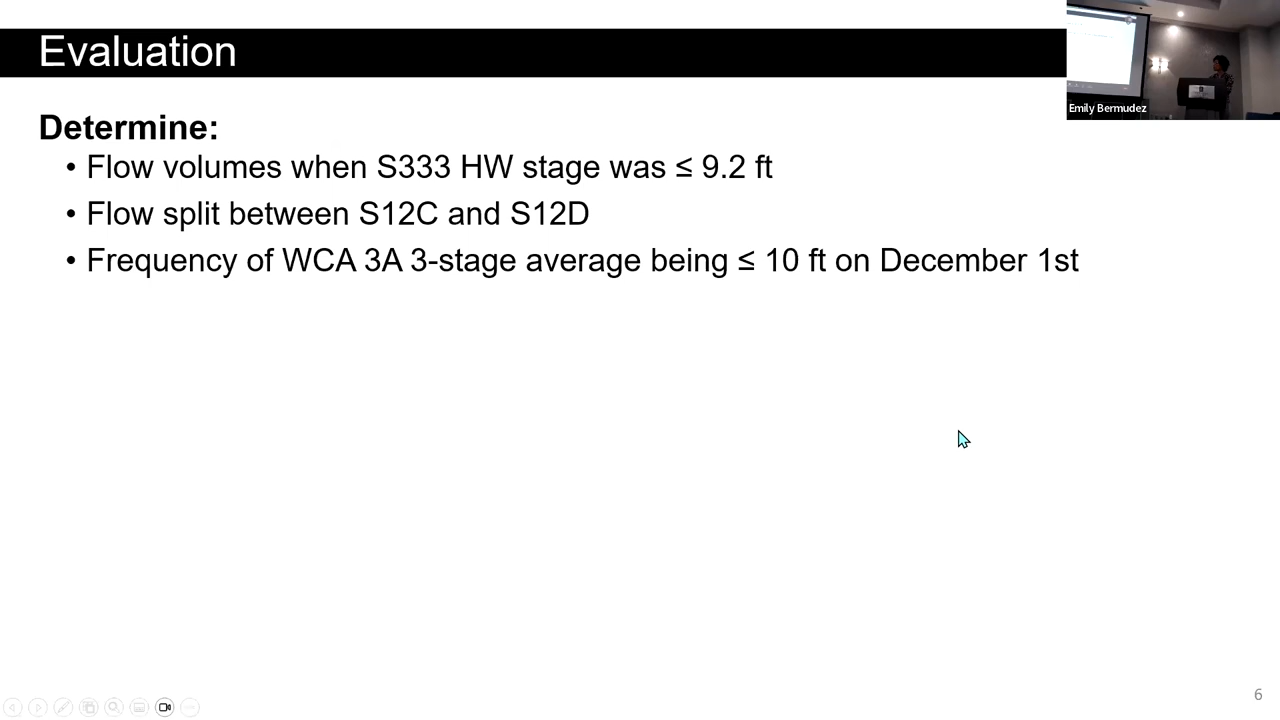 Evaluation
Emily Bermudez
Determine:
• Flow volumes when S333 HW stage was ≤ 9.2 ft
• Flow split between S12C and S12D
• Frequency of WCA 3A 3-stage average being ≤ 10 ft on December 1st
6